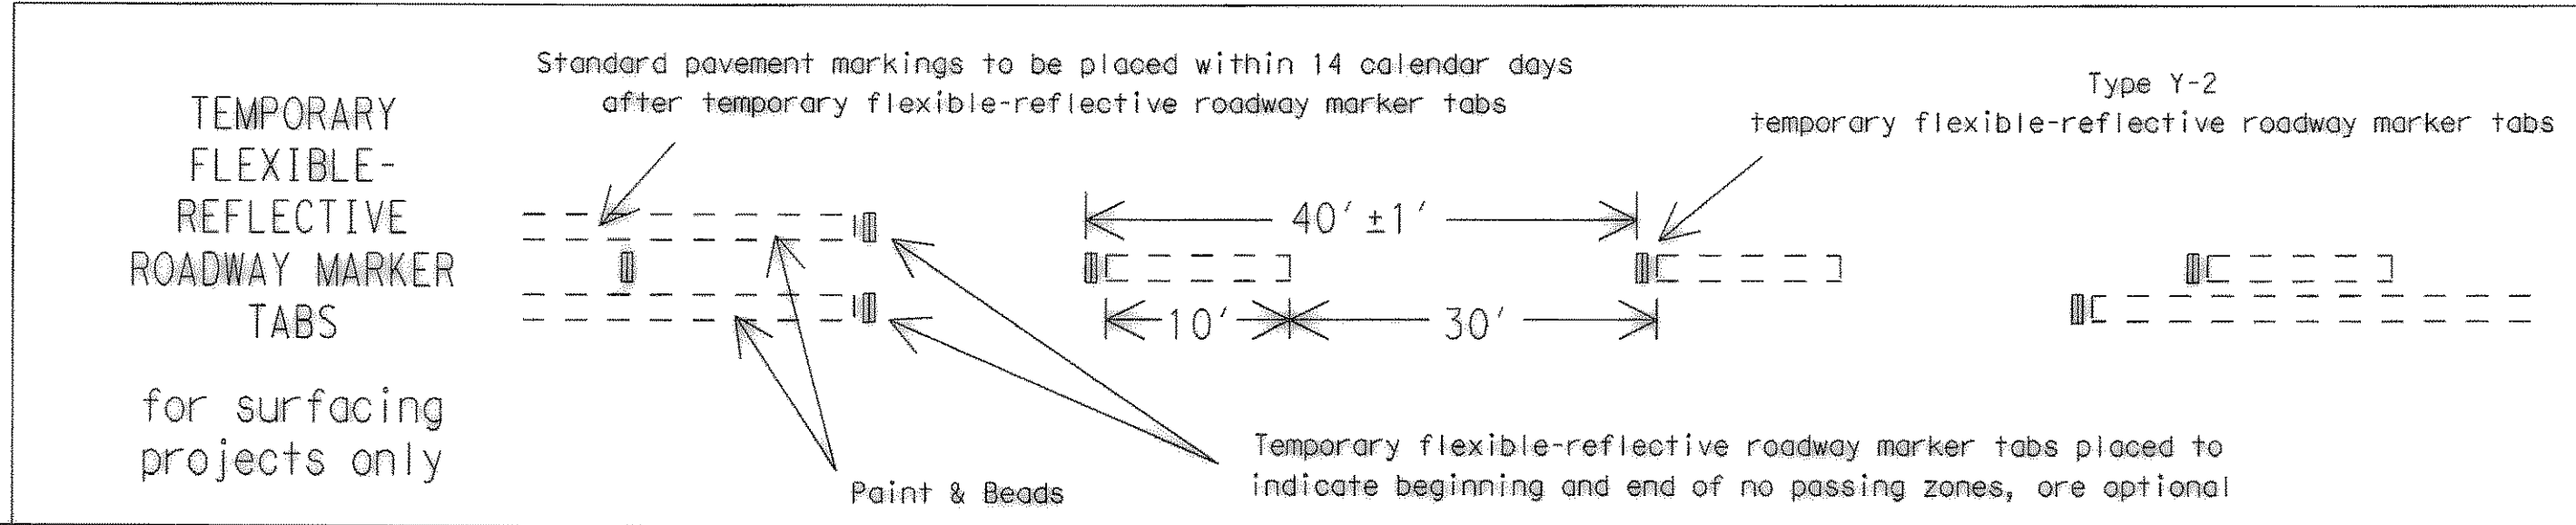 TEMPORARY
FLEXIBLE-
REFLECTIVE
ROADWAY MARKER
TABS
for surfacing
projects only
Standard pavement markings to be placed within 14 calendar days
after temporary flexible-reflective roadway marker tabs
Type Y-2
temporary flexible-reflective roadway marker tabs
40' ±1'
10'
30'
Paint & Beads
Temporary flexible-reflective roadway marker tabs placed to
indicate beginning and end of no passing zones, ore optional